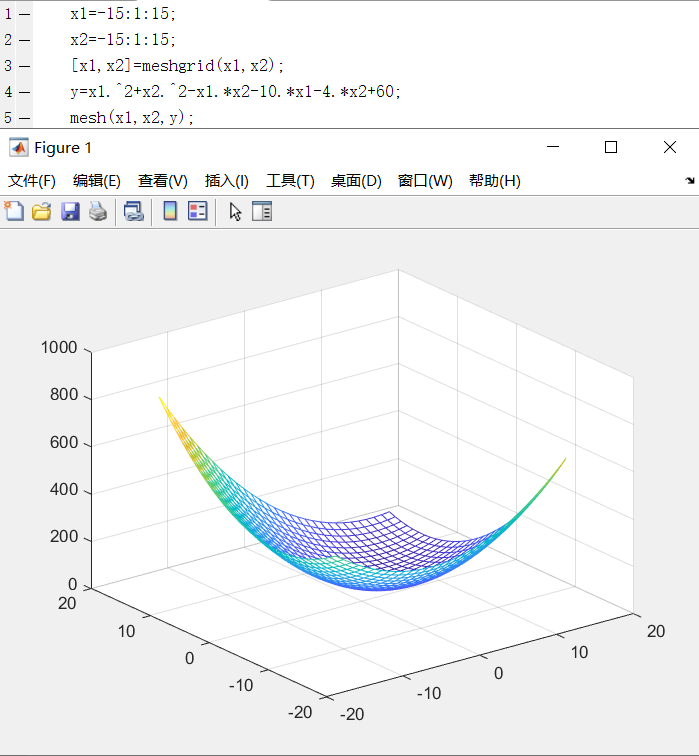 1 — x1=-15:1:15;
2 — x2=-15:1:15;
3 — [x1,x2]=meshgrid(x1,x2);
4 — y=x1.^2+x2.^2-x1.*x2-10.*x1-4.*x2+60;
5 — mesh(x1,x2,y);
Figure 1
文件(F) 编辑(E) 查看(V) 插入(I) 工具(T) 桌面(D) 窗口(W) 帮助(H)
1000
800
600
400
200
0
20
10
0
-10
-20
-20
-10
0
10
20